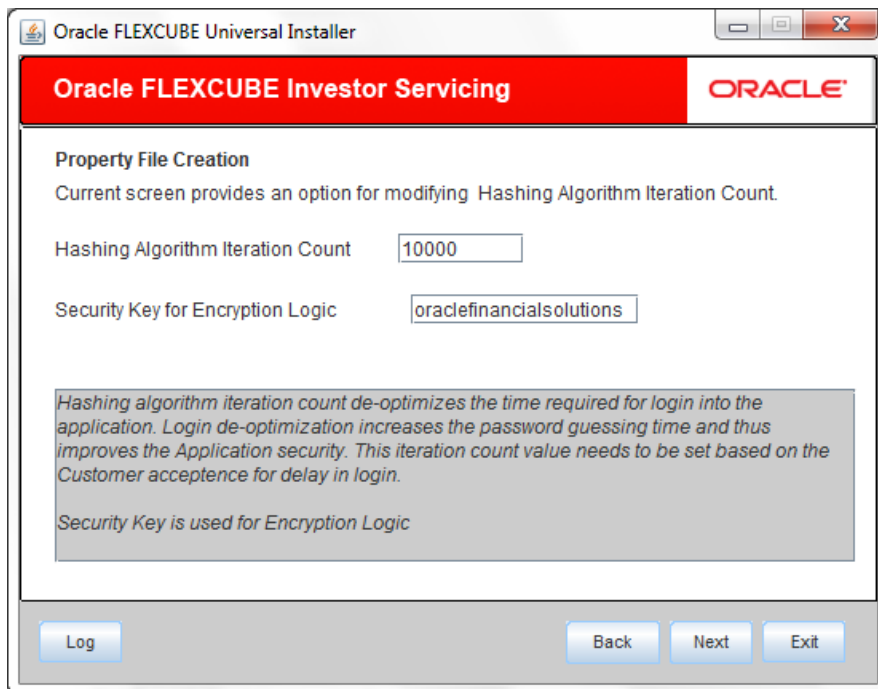 Oracle FLEXCUBE Universal Installer
Oracle FLEXCUBE Investor Servicing
ORACLE
Property File Creation
Current screen provides an option for modifying Hashing Algorithm Iteration Count.
Hashing Algorithm Iteration Count 10000
Security Key for Encryption Logic oraclefinancialsolutions
Hashing algorithm iteration count de-optimizes the time required for login into the
application. Login de-optimization increases the password guessing time and thus
improves the Application security. This iteration count value needs to be set based on the
Customer acceptence for delay in login.
Security Key is used for Encryption Logic
Log Back Next Exit